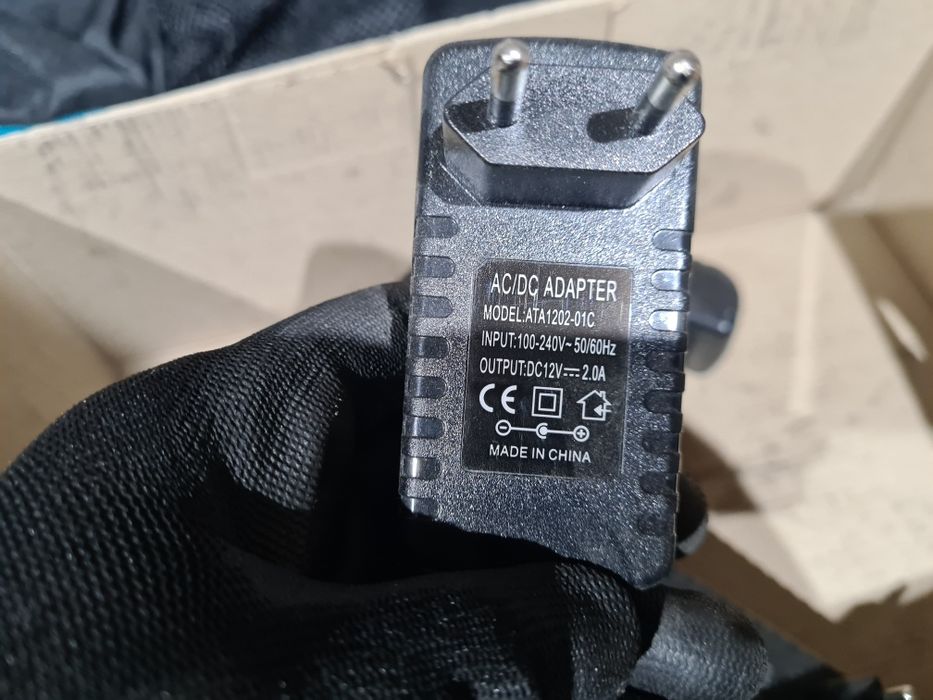 AC/DC ADAPTER
MODEL:ATA1202-01C
INPUT:100-240V~ 50/60Hz
OUTPUT:DC12V⎓2.0A
CE
MADE IN CHINA